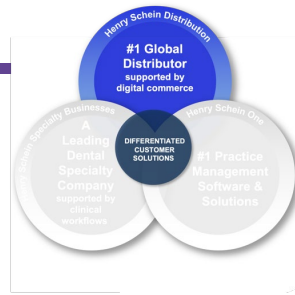 Henry Schein Distribution
#1 Global
Distributor
supported by
digital commerce
Schein Specialty Businesses
A
Leading
Dental
Specialty
Company
supported by
clinical
workflows
DIFFERENTIATED
CUSTOMER
SOLUTIONS
Henry Schein One
#1 Practice
Management
Software &
Solutions